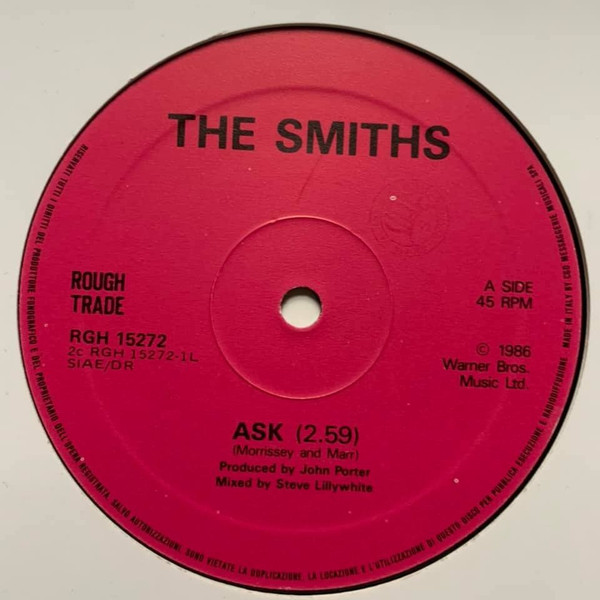 THE SMITHS
ROUGH
TRADE
RGH 15272
2c RGH 15272-1L
SIAE/DR
A SIDE
45 RPM
© 1986
Warner Bros.
Music Ltd.
ASK (2.59)
(Morrissey and Marr)
Produced by John Porter
Mixed by Steve Lillywhite
RISERVATI TUTTI I DIRITTI DEL PRODUTTORE FONOGRAFICO E DEL PROPRIETARIO DELL'OPERA REGISTRATA. SALVO AUTORIZZAZIONI, SONO VIETATE LA DUPLICAZIONE, LA LOCAZIONE E L'UTILIZZAZIONE DI QUESTO DISCO PER PUBBLICA ESECUZIONE E RADIODIFFUSIONE MADE IN ITALY BY CGD MESSAGGERIE MUSICALI SPA